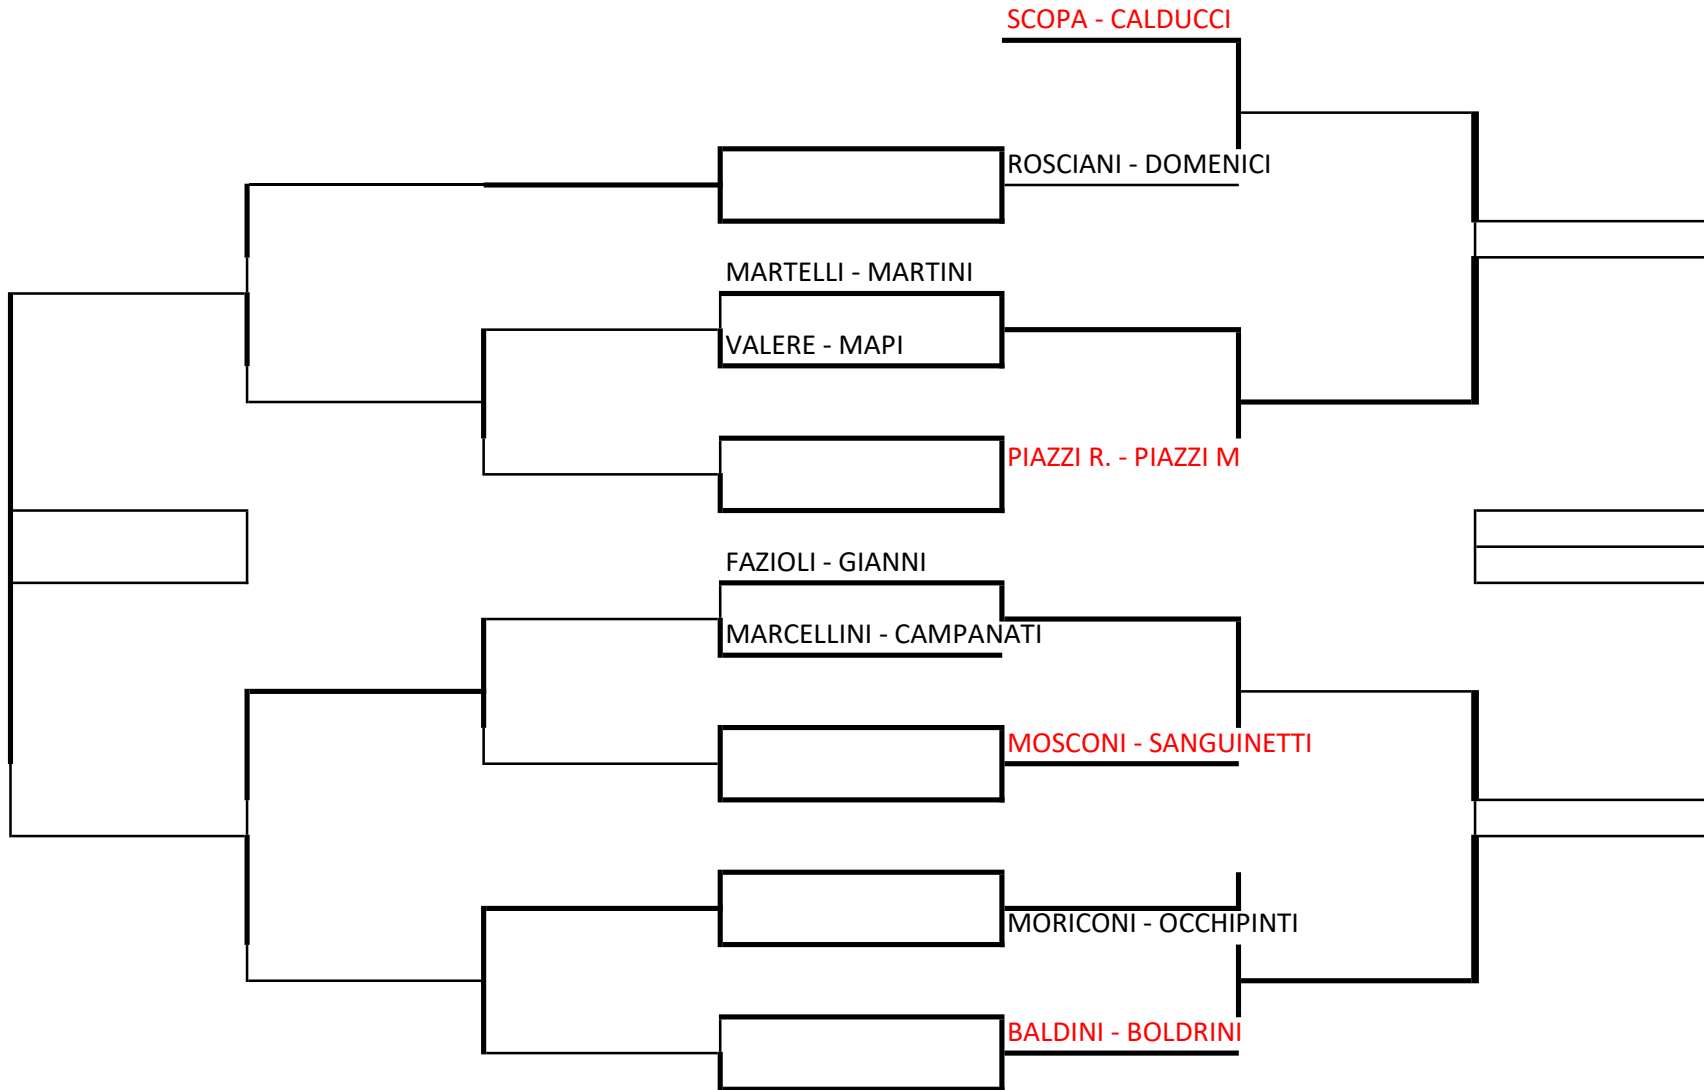 SCOPA - CALDUCCI
ROSCIANI - DOMENICI
MARTELLI - MARTINI
VALERE - MAPI
PIAZZI R. - PIAZZI M
FAZIOLI - GIANNI
MARCELLINI - CAMPANATI
MOSCONI - SANGUINETTI
MORICONI - OCCHIPINTI
BALDINI - BOLDRINI